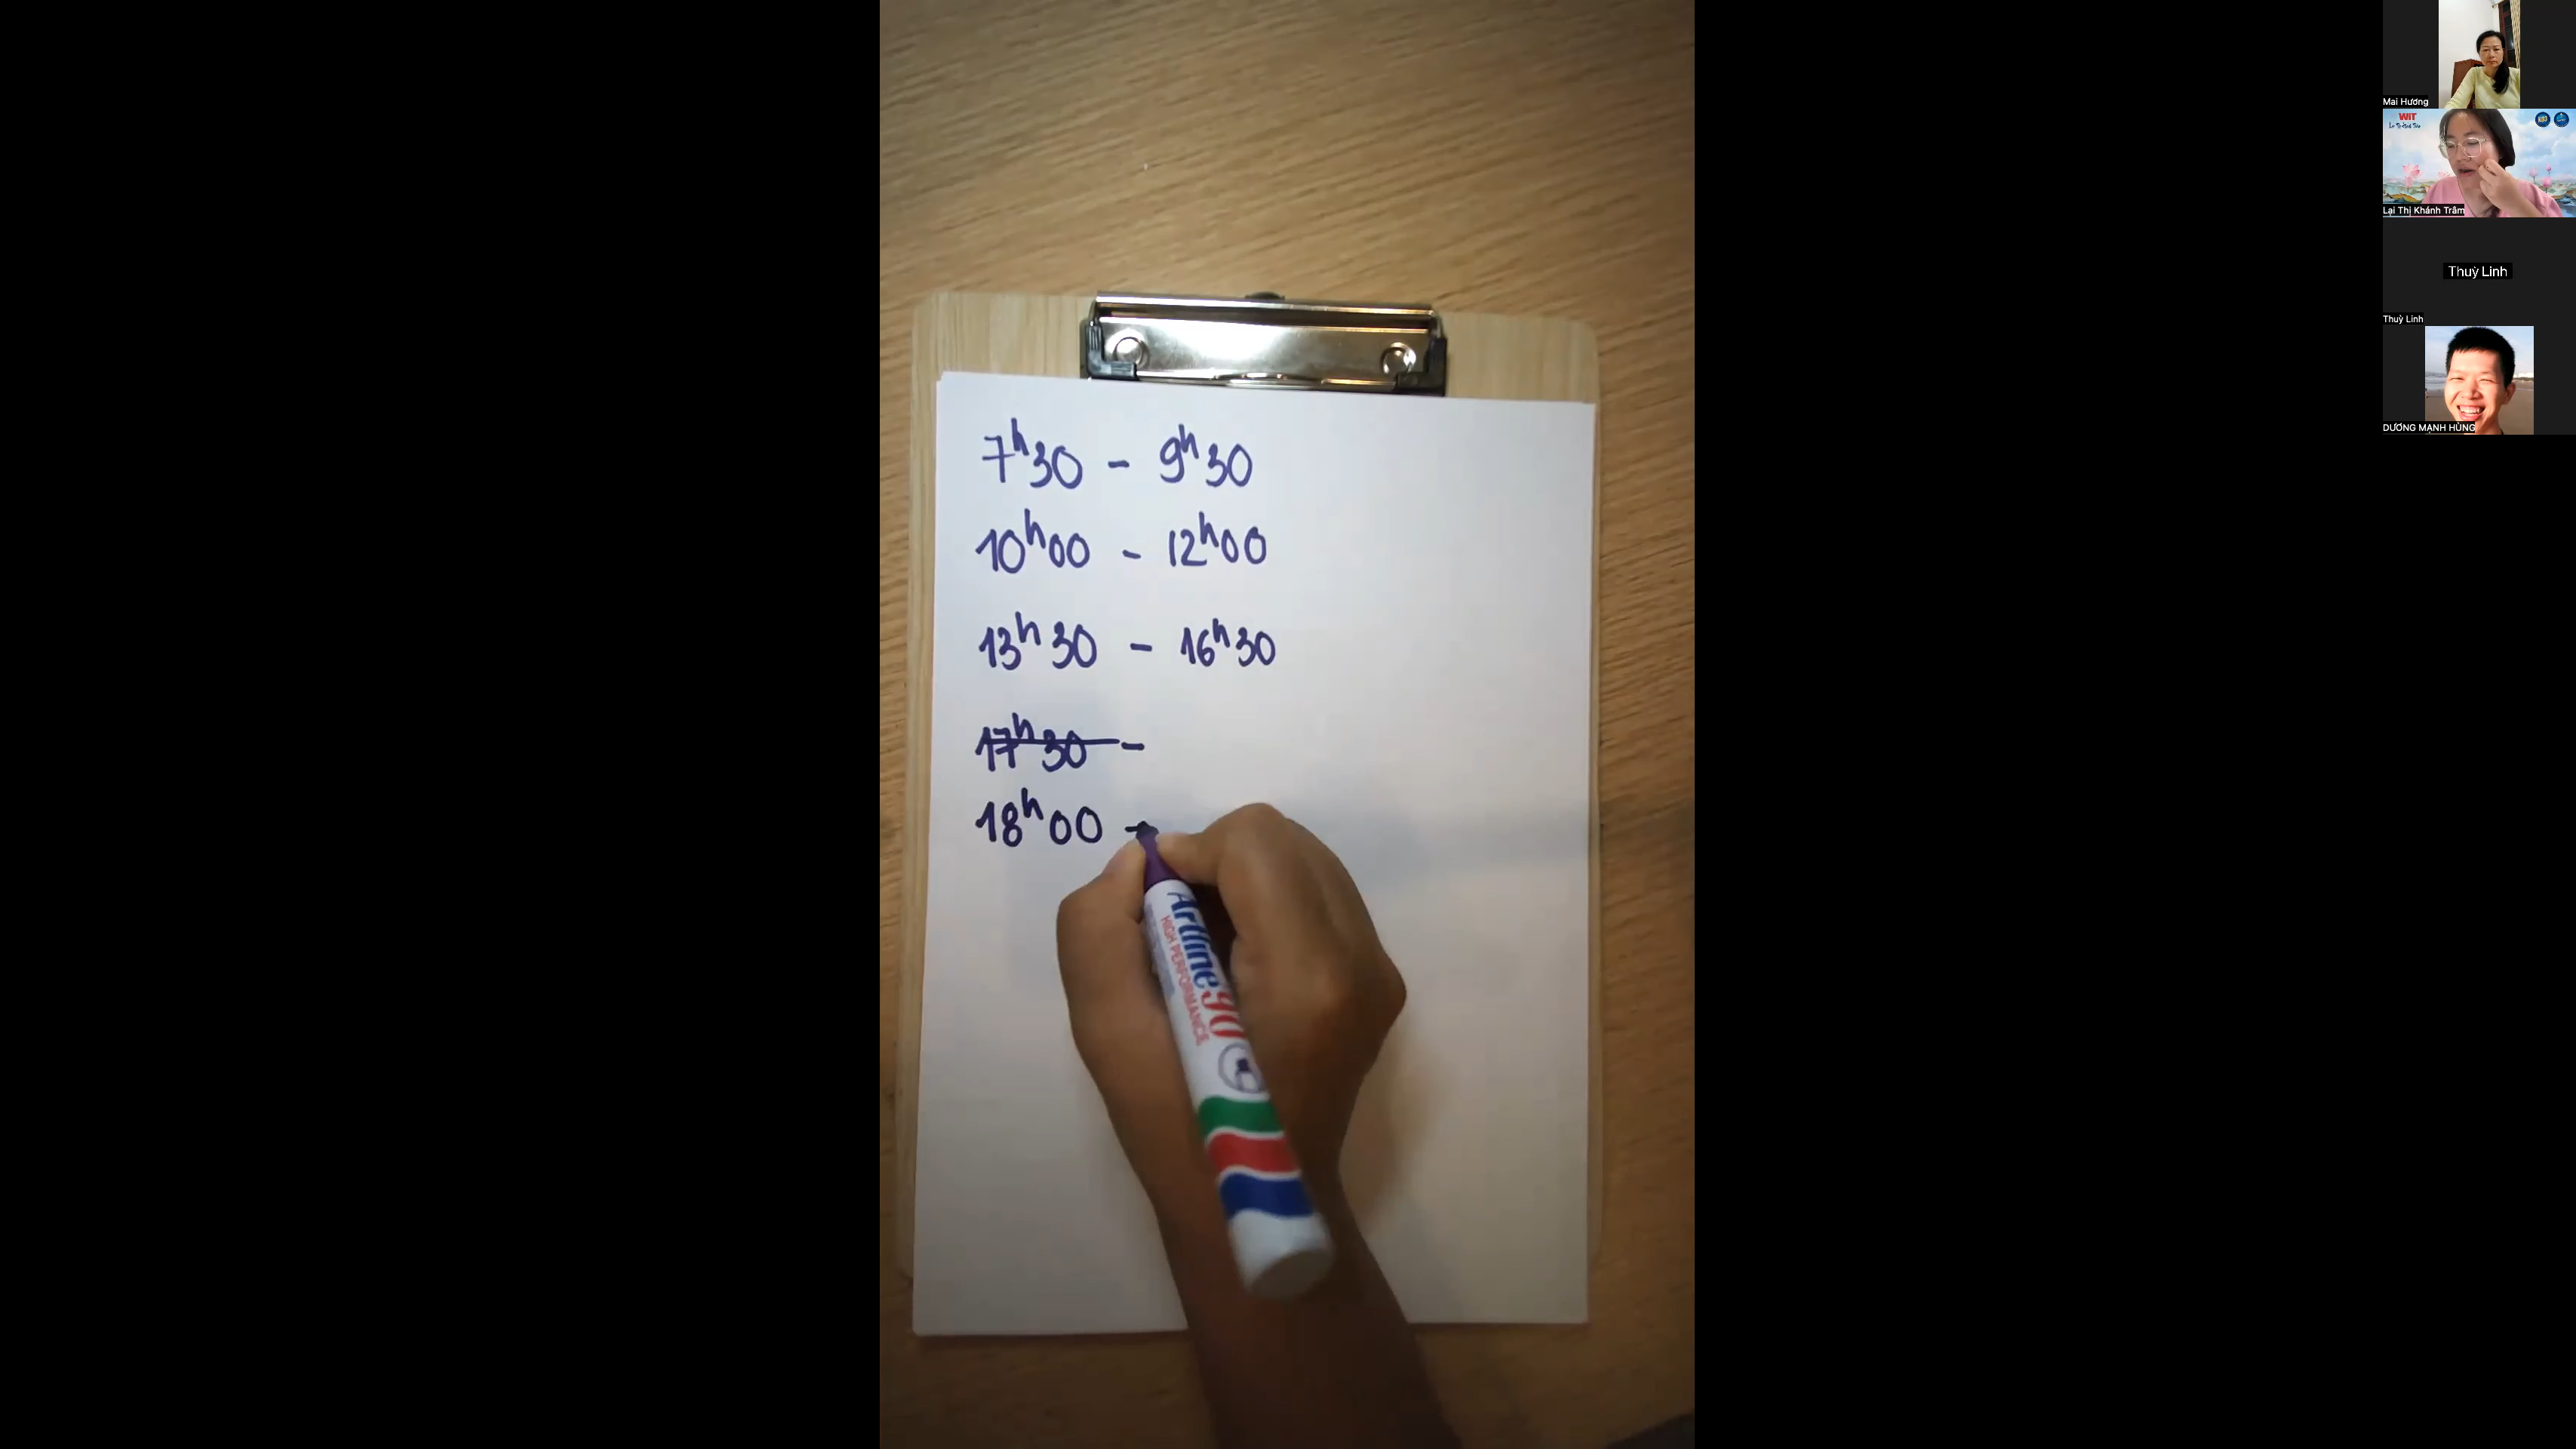 7h30 - 9h30
10h00 - 12h00
13h30 - 16h30
17h30 -
18h00 -
Artline 90
HIGH PERFORMANCE
Mai Hương
WiT
Lại Thị Khánh Trâm
Thuỳ Linh
Thuỳ Linh
DƯƠNG MẠNH HÙNG